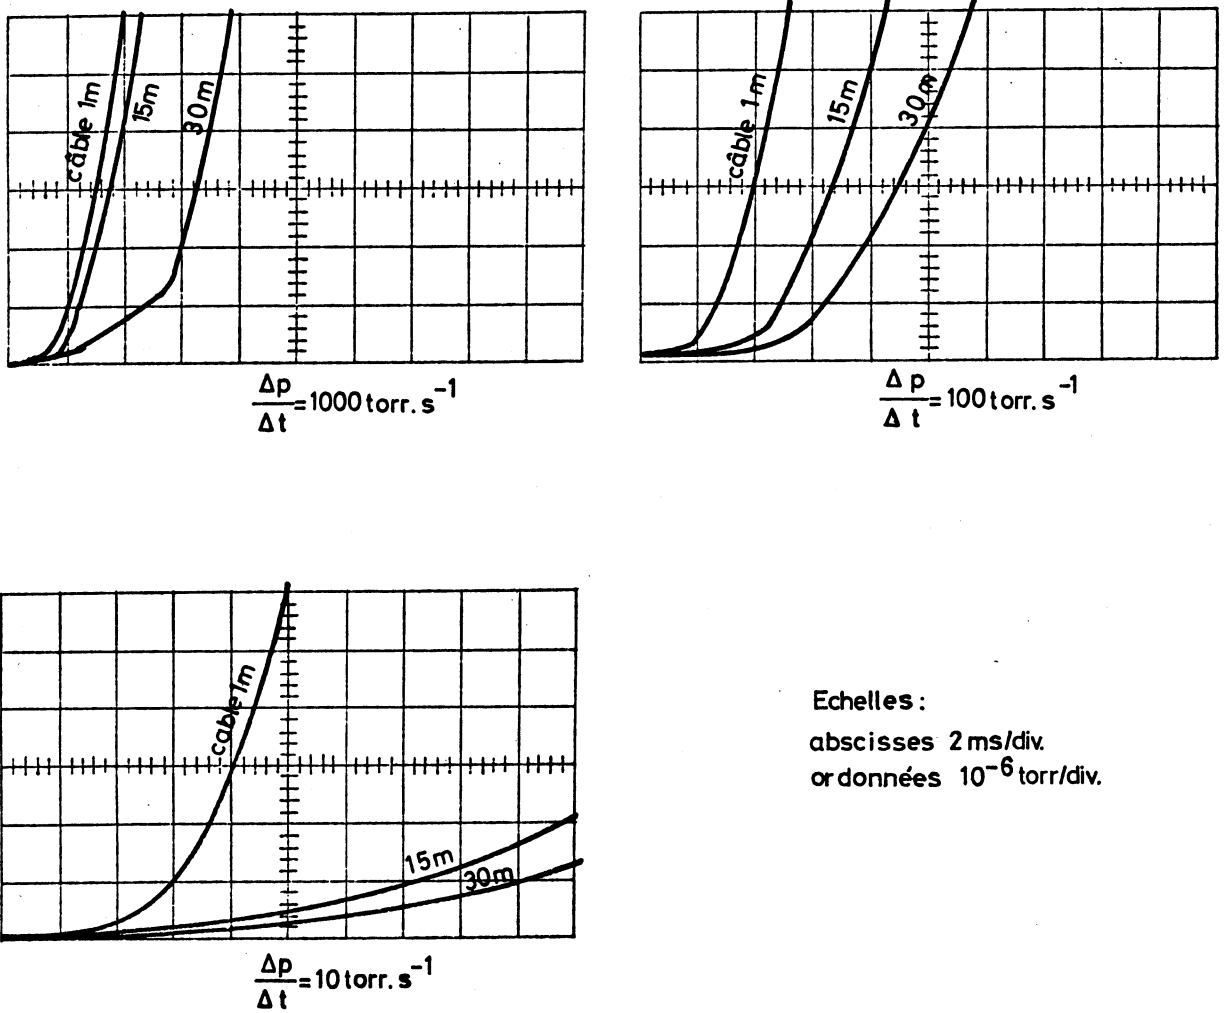 câble 1m
15m
30m
Δp/Δt = 1000 torr. s⁻¹
câble 1m
15m
30m
Δp/Δt = 100 torr. s⁻¹
cable 1m
15m
30m
Δp/Δt = 10 torr. s⁻¹
Echelles :
abscisses 2 ms/div.
ordonnées 10⁻⁶ torr/div.